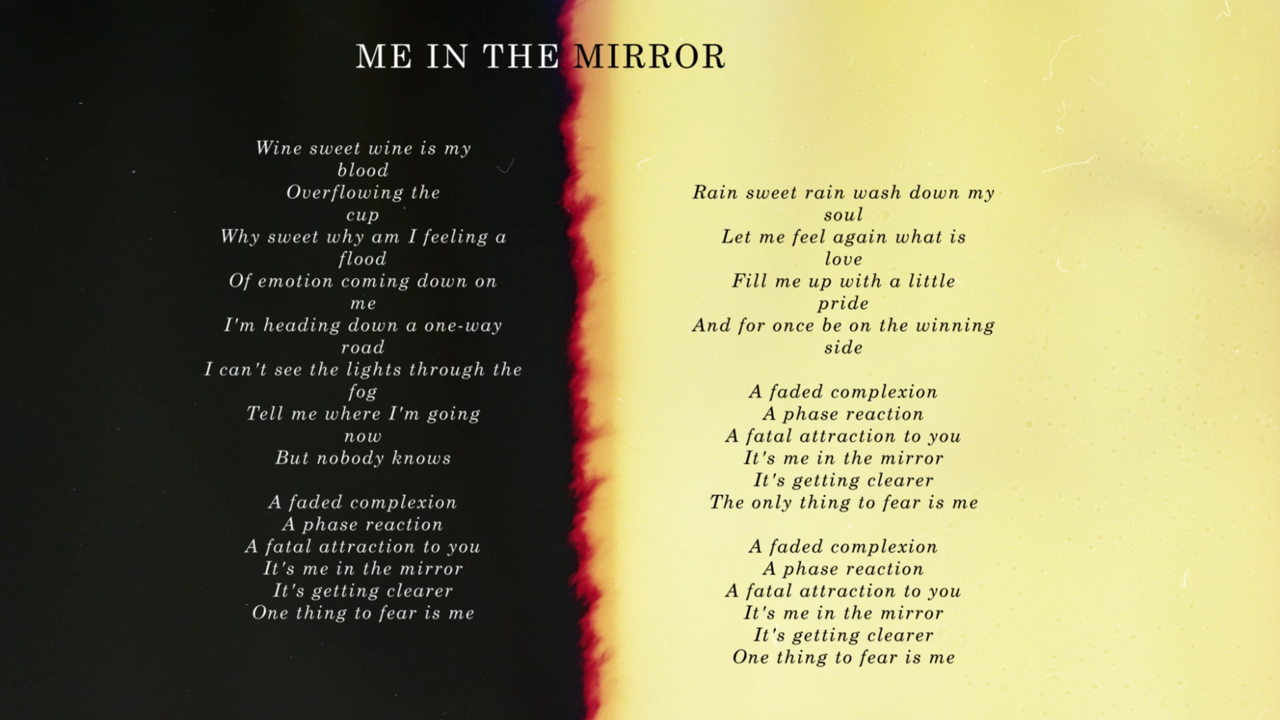 ME IN THE MIRROR
Wine sweet wine is my
blood
Overflowing the
cup
Why sweet why am I feeling a
flood
Of emotion coming down on
me
I'm heading down a one-way
road
I can't see the lights through the
fog
Tell me where I'm going
now
But nobody knows
A faded complexion
A phase reaction
A fatal attraction to you
It's me in the mirror
It's getting clearer
One thing to fear is me
Rain sweet rain wash down my
soul
Let me feel again what is
love
Fill me up with a little
pride
And for once be on the winning
side
A faded complexion
A phase reaction
A fatal attraction to you
It's me in the mirror
It's getting clearer
The only thing to fear is me
A faded complexion
A phase reaction
A fatal attraction to you
It's me in the mirror
It's getting clearer
One thing to fear is me